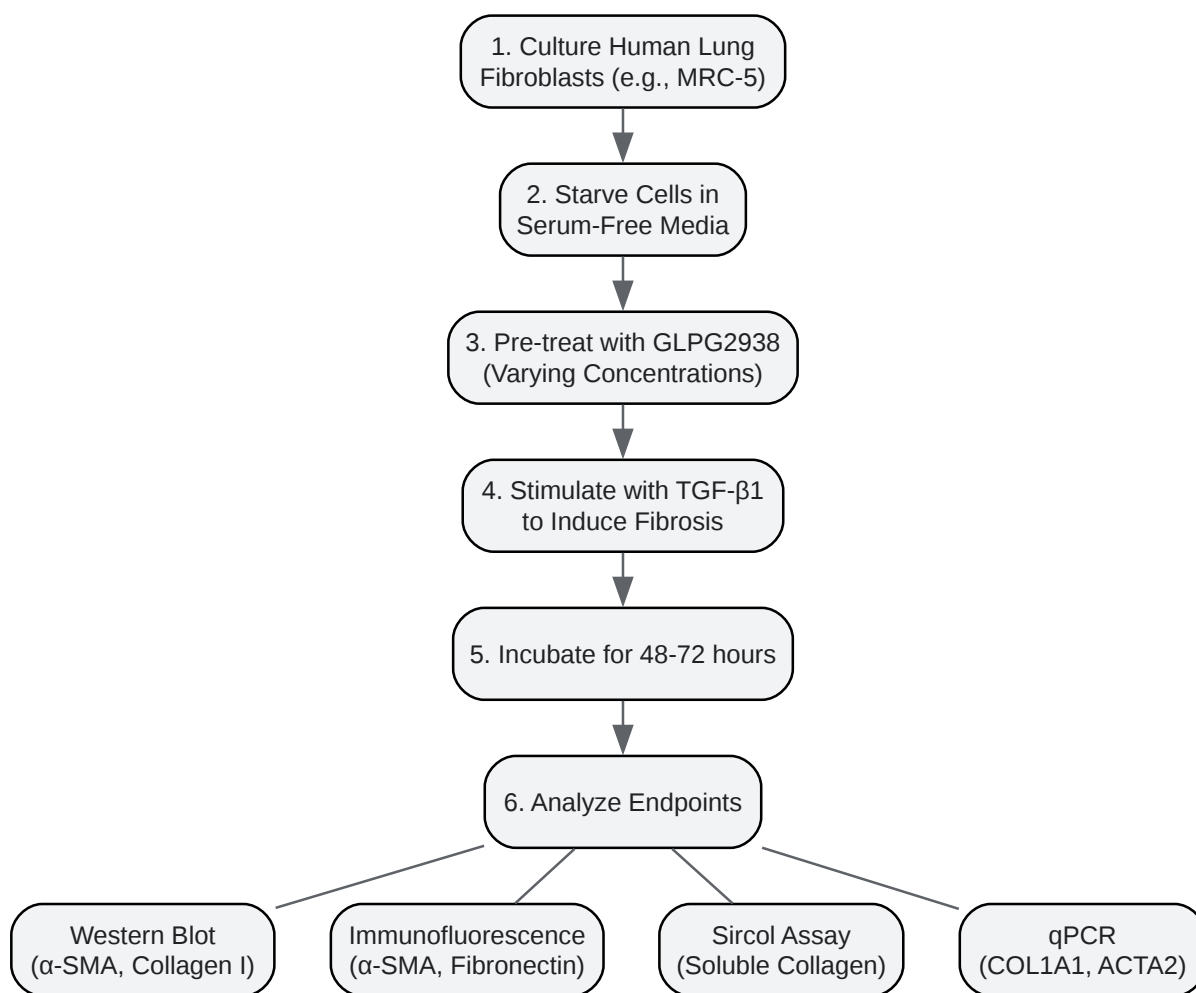 1. Culture Human Lung
Fibroblasts (e.g., MRC-5)
2. Starve Cells in
Serum-Free Media
3. Pre-treat with GLPG2938
(Varying Concentrations)
4. Stimulate with TGF-β1
to Induce Fibrosis
5. Incubate for 48-72 hours
6. Analyze Endpoints
Western Blot
(α-SMA, Collagen I)
Immunofluorescence
(α-SMA, Fibronectin)
Sircol Assay
(Soluble Collagen)
qPCR
(COL1A1, ACTA2)